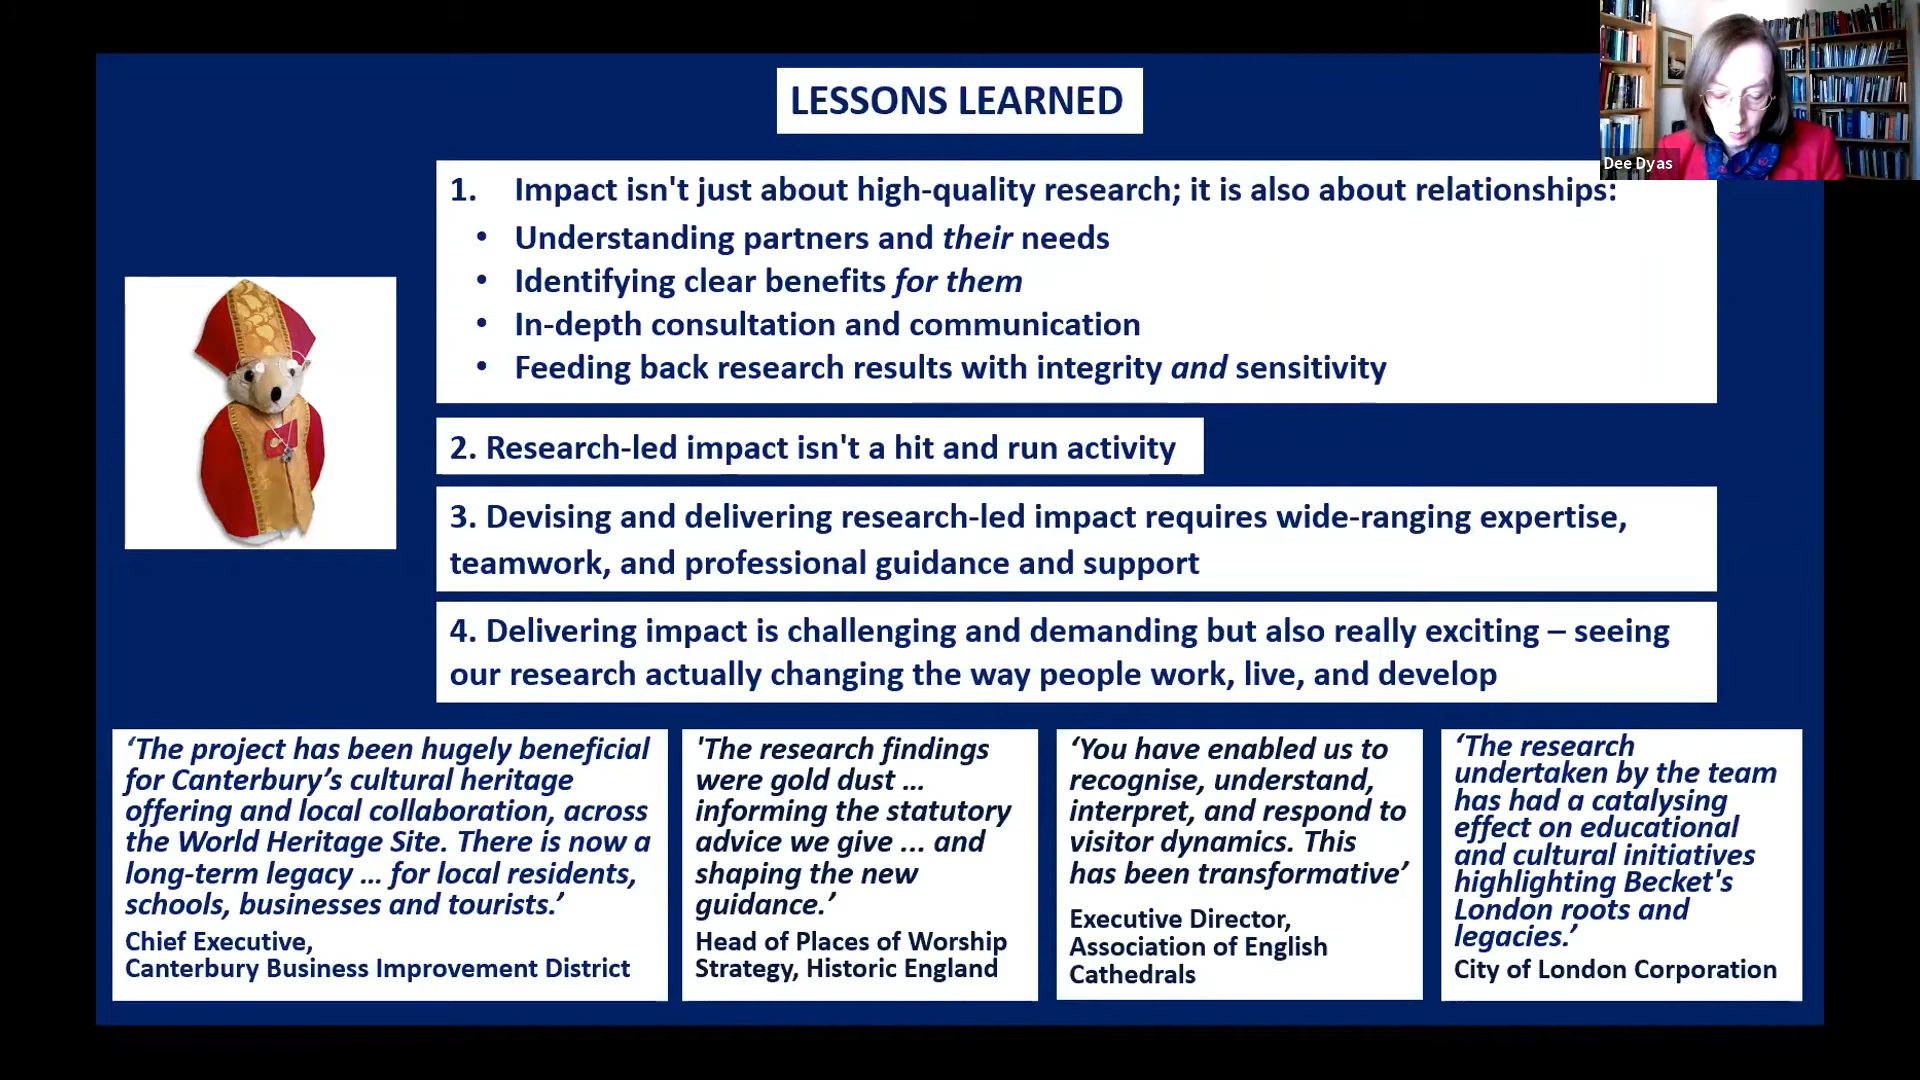 LESSONS LEARNED
Dee Dyas
1. Impact isn't just about high-quality research; it is also about relationships:
• Understanding partners and their needs
• Identifying clear benefits for them
• In-depth consultation and communication
• Feeding back research results with integrity and sensitivity
2. Research-led impact isn't a hit and run activity
3. Devising and delivering research-led impact requires wide-ranging expertise,
teamwork, and professional guidance and support
4. Delivering impact is challenging and demanding but also really exciting – seeing
our research actually changing the way people work, live, and develop
‘The project has been hugely beneficial
for Canterbury’s cultural heritage
offering and local collaboration, across
the World Heritage Site. There is now a
long-term legacy … for local residents,
schools, businesses and tourists.’
Chief Executive,
Canterbury Business Improvement District
'The research findings
were gold dust …
informing the statutory
advice we give ... and
shaping the new
guidance.’
Head of Places of Worship
Strategy, Historic England
‘You have enabled us to
recognise, understand,
interpret, and respond to
visitor dynamics. This
has been transformative’
Executive Director,
Association of English
Cathedrals
‘The research
undertaken by the team
has had a catalysing
effect on educational
and cultural initiatives
highlighting Becket's
London roots and
legacies.’
City of London Corporation